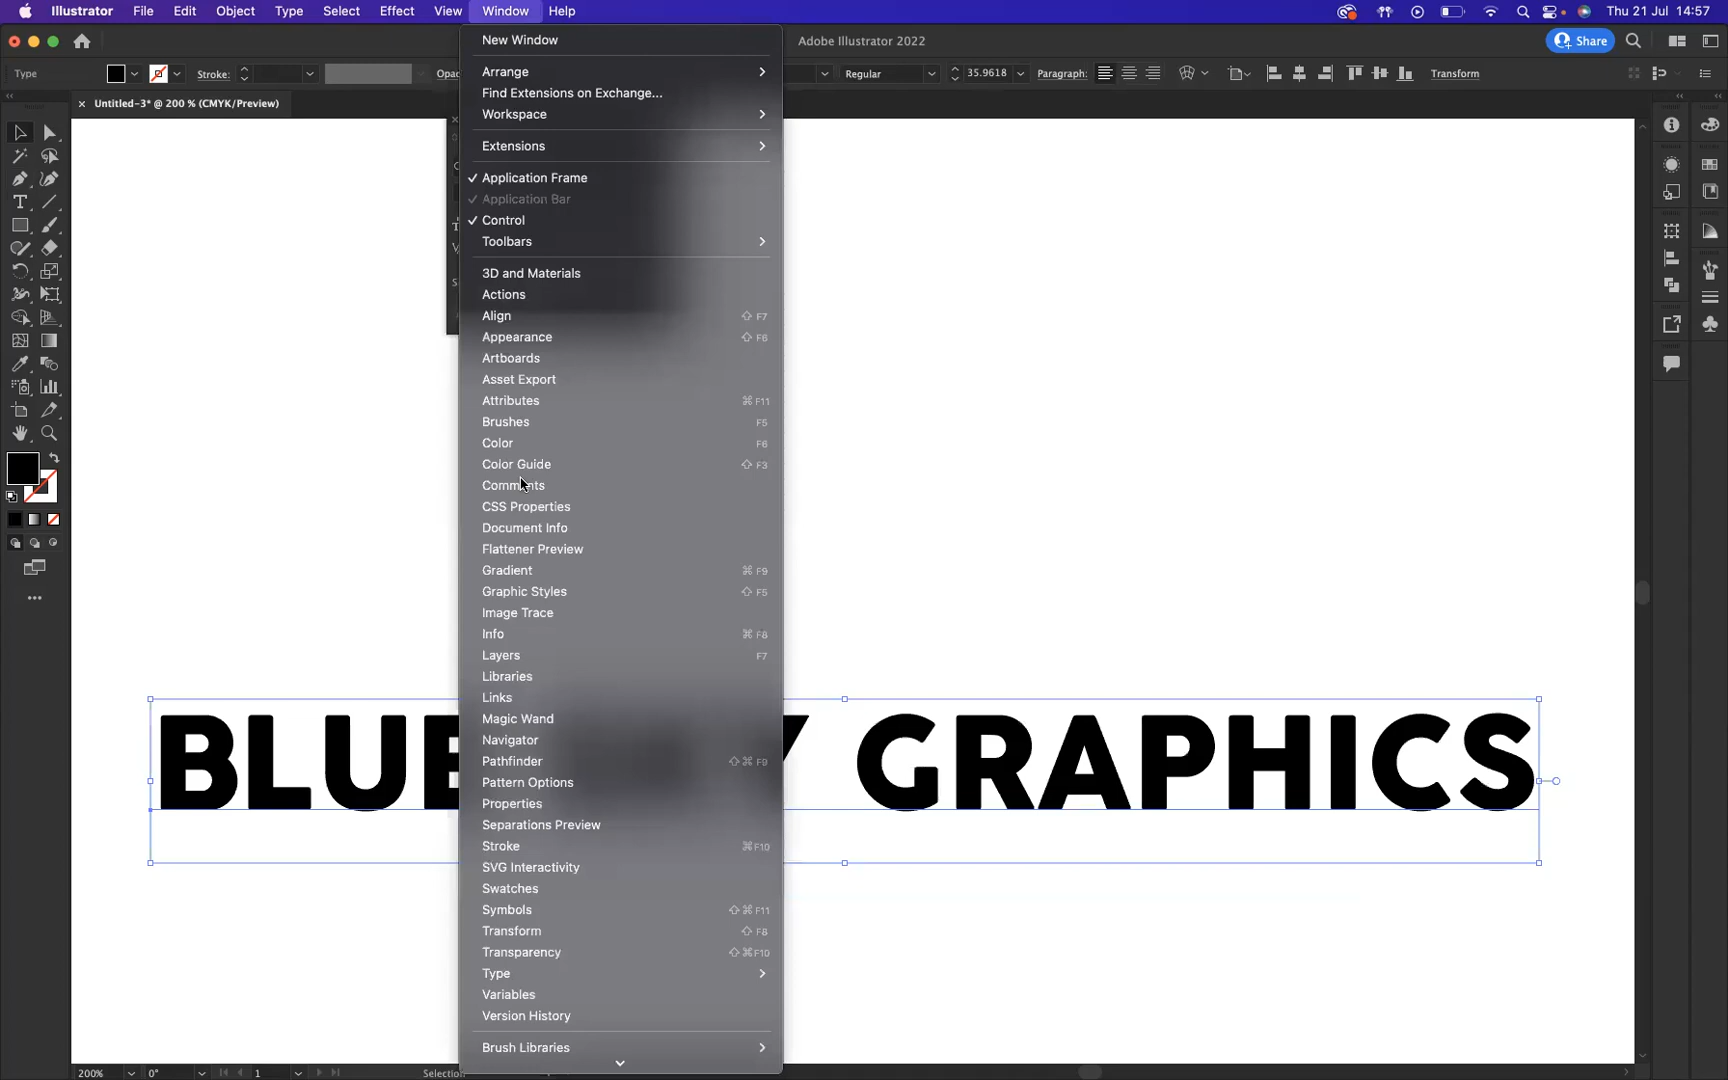 Illustrator File Edit Object Type Select Effect View Window Help
Thu 21 Jul 14:57
Adobe Illustrator 2022
Share
Type
Stroke:
Opac
Regular
35.9618
Paragraph:
Transform
× Untitled-3* @ 200 % (CMYK/Preview)
New Window
Arrange
Find Extensions on Exchange...
Workspace
Extensions
✓ Application Frame
✓ Application Bar
✓ Control
Toolbars
3D and Materials
Actions
Align ⇧ F7
Appearance ⇧ F6
Artboards
Asset Export
Attributes ⌘ F11
Brushes F5
Color F6
Color Guide ⇧ F3
Comments
CSS Properties
Document Info
Flattener Preview
Gradient ⌘ F9
Graphic Styles ⇧ F5
Image Trace
Info ⌘ F8
Layers F7
Libraries
Links
Magic Wand
Navigator
Pathfinder ⇧⌘ F9
Pattern Options
Properties
Separations Preview
Stroke ⌘F10
SVG Interactivity
Swatches
Symbols ⇧⌘F11
Transform ⇧ F8
Transparency ⇧⌘F10
Type
Variables
Version History
Brush Libraries
BLUE Y GRAPHICS
200% 0° 1 Selection